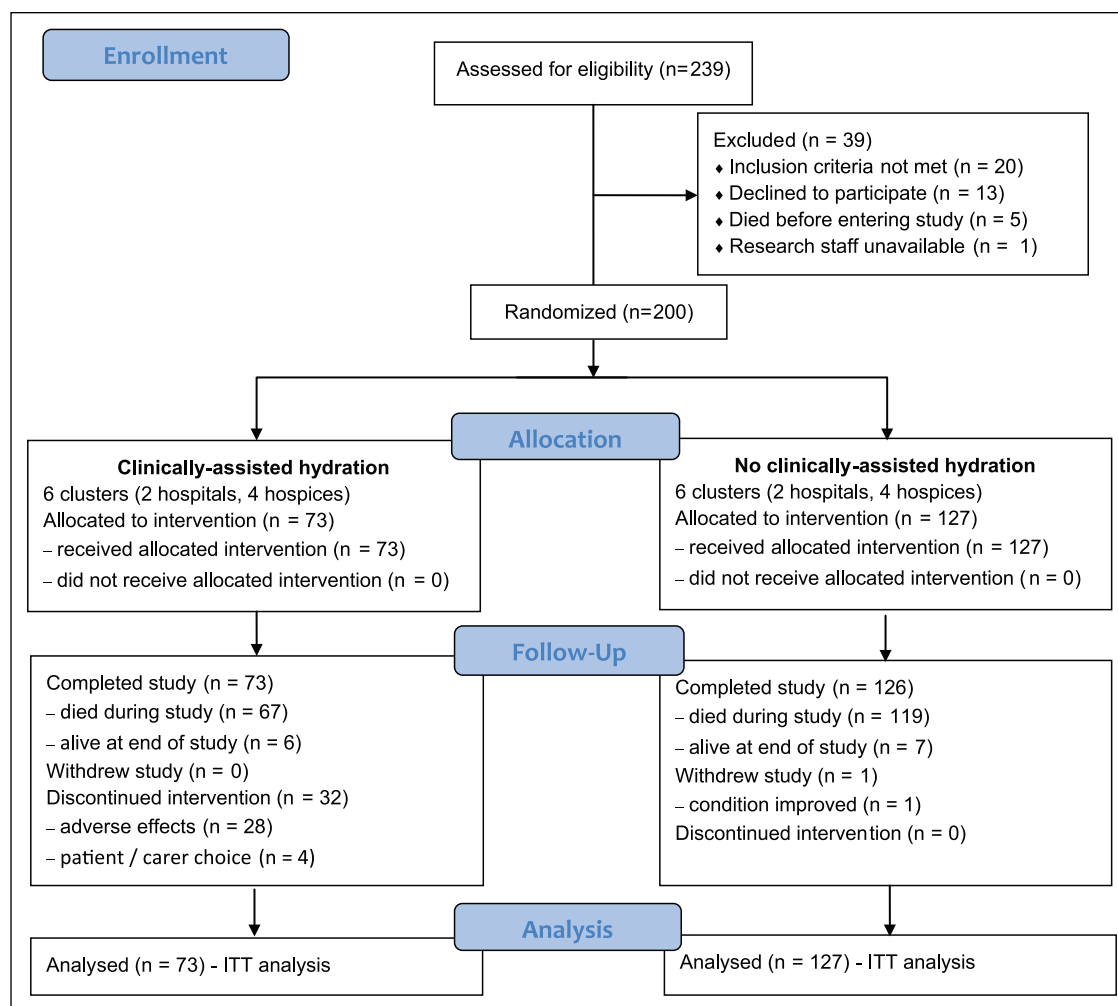 Enrollment
Assessed for eligibility (n=239)
Excluded (n = 39)
♦ Inclusion criteria not met (n = 20)
♦ Declined to participate (n = 13)
♦ Died before entering study (n = 5)
♦ Research staff unavailable (n = 1)
Randomized (n=200)
Allocation
Clinically-assisted hydration
6 clusters (2 hospitals, 4 hospices)
Allocated to intervention (n = 73)
– received allocated intervention (n = 73)
– did not receive allocated intervention (n = 0)
No clinically-assisted hydration
6 clusters (2 hospitals, 4 hospices)
Allocated to intervention (n = 127)
– received allocated intervention (n = 127)
– did not receive allocated intervention (n = 0)
Follow-Up
Completed study (n = 73)
– died during study (n = 67)
– alive at end of study (n = 6)
Withdrew study (n = 0)
Discontinued intervention (n = 32)
– adverse effects (n = 28)
– patient / carer choice (n = 4)
Completed study (n = 126)
– died during study (n = 119)
– alive at end of study (n = 7)
Withdrew study (n = 1)
– condition improved (n = 1)
Discontinued intervention (n = 0)
Analysis
Analysed (n = 73) - ITT analysis
Analysed (n = 127) - ITT analysis